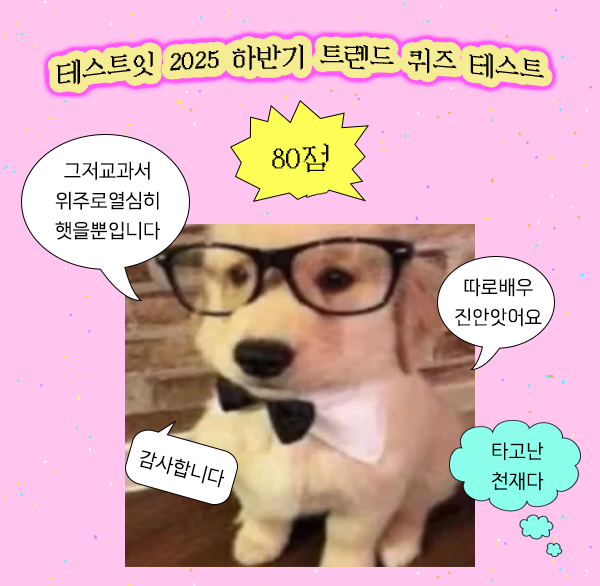 테스트잇 2025 하반기 트렌드 퀴즈 테스트
80점
그저교과서
위주로열심히
햇을뿐입니다
따로배우
진안앗어요
감사합니다
타고난
천재다